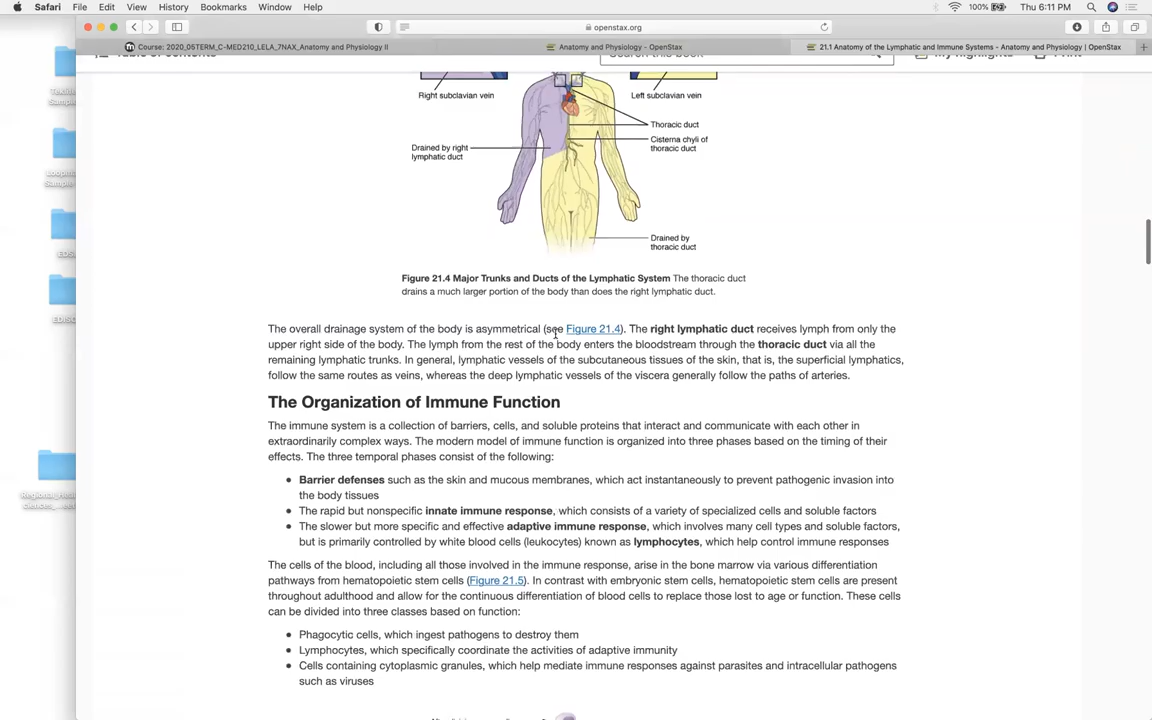 Safari File Edit View History Bookmarks Window Help 100% Thu 6:11 PM
openstax.org
Course: 2020_05TERM_C-MED210_LELA_7NAX_Anatomy and Physiology II
Anatomy and Physiology - OpenStax
21.1 Anatomy of the Lymphatic and Immune Systems - Anatomy and Physiology | OpenStax
Right subclavian vein
Left subclavian vein
Thoracic duct
Cisterna chyli of
thoracic duct
Drained by right
lymphatic duct
Drained by
thoracic duct
Figure 21.4 Major Trunks and Ducts of the Lymphatic System The thoracic duct
drains a much larger portion of the body than does the right lymphatic duct.
The overall drainage system of the body is asymmetrical (see Figure 21.4). The right lymphatic duct receives lymph from only the
upper right side of the body. The lymph from the rest of the body enters the bloodstream through the thoracic duct via all the
remaining lymphatic trunks. In general, lymphatic vessels of the subcutaneous tissues of the skin, that is, the superficial lymphatics,
follow the same routes as veins, whereas the deep lymphatic vessels of the viscera generally follow the paths of arteries.
The Organization of Immune Function
The immune system is a collection of barriers, cells, and soluble proteins that interact and communicate with each other in
extraordinarily complex ways. The modern model of immune function is organized into three phases based on the timing of their
effects. The three temporal phases consist of the following:
• Barrier defenses such as the skin and mucous membranes, which act instantaneously to prevent pathogenic invasion into
the body tissues
• The rapid but nonspecific innate immune response, which consists of a variety of specialized cells and soluble factors
• The slower but more specific and effective adaptive immune response, which involves many cell types and soluble factors,
but is primarily controlled by white blood cells (leukocytes) known as lymphocytes, which help control immune responses
The cells of the blood, including all those involved in the immune response, arise in the bone marrow via various differentiation
pathways from hematopoietic stem cells (Figure 21.5). In contrast with embryonic stem cells, hematopoietic stem cells are present
throughout adulthood and allow for the continuous differentiation of blood cells to replace those lost to age or function. These cells
can be divided into three classes based on function:
• Phagocytic cells, which ingest pathogens to destroy them
• Lymphocytes, which specifically coordinate the activities of adaptive immunity
• Cells containing cytoplasmic granules, which help mediate immune responses against parasites and intracellular pathogens
such as viruses